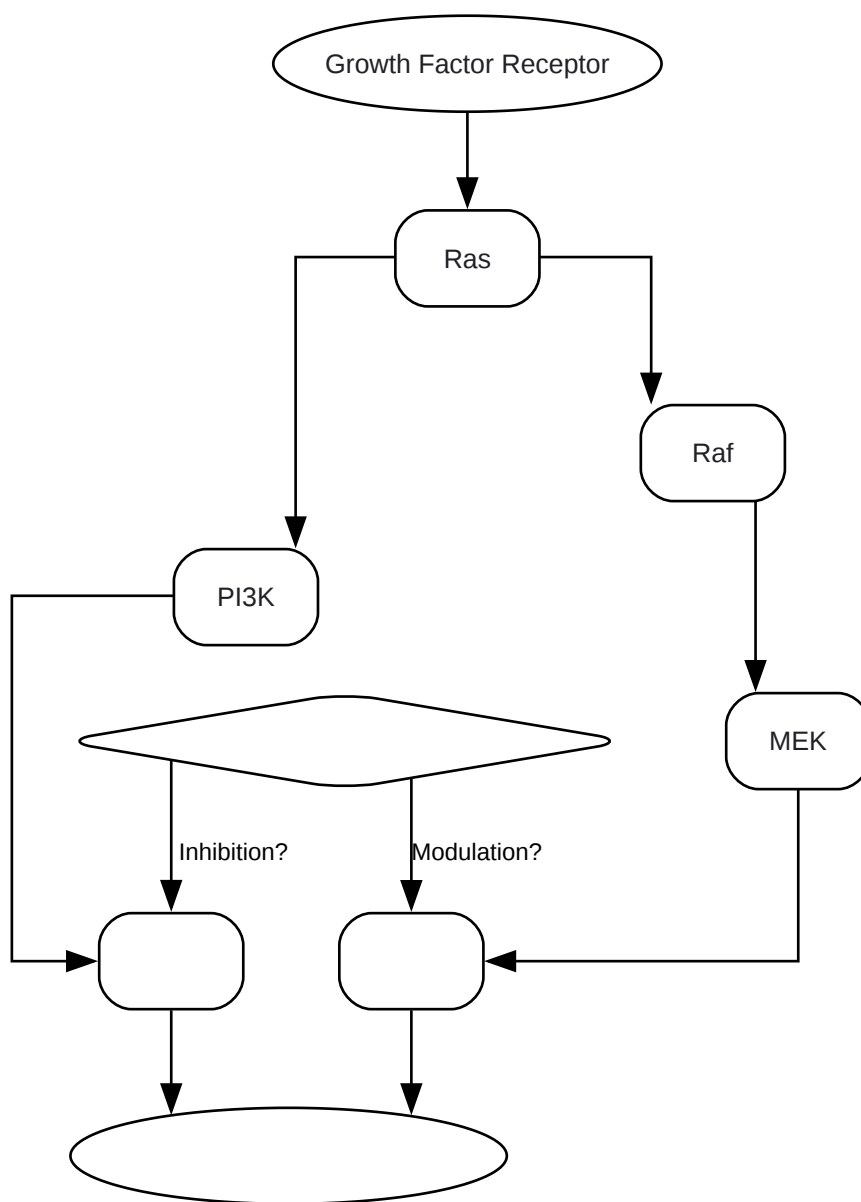 Growth Factor Receptor
Ras
Raf
PI3K
MEK
Inhibition?
Modulation?